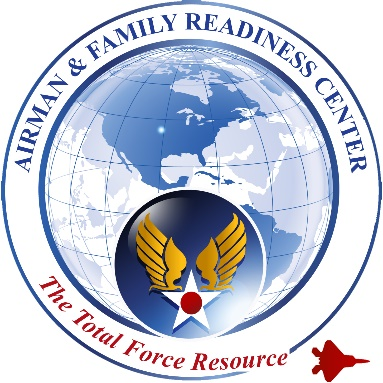 AIRMAN & FAMILY READINESS CENTER
The Total Force Resource